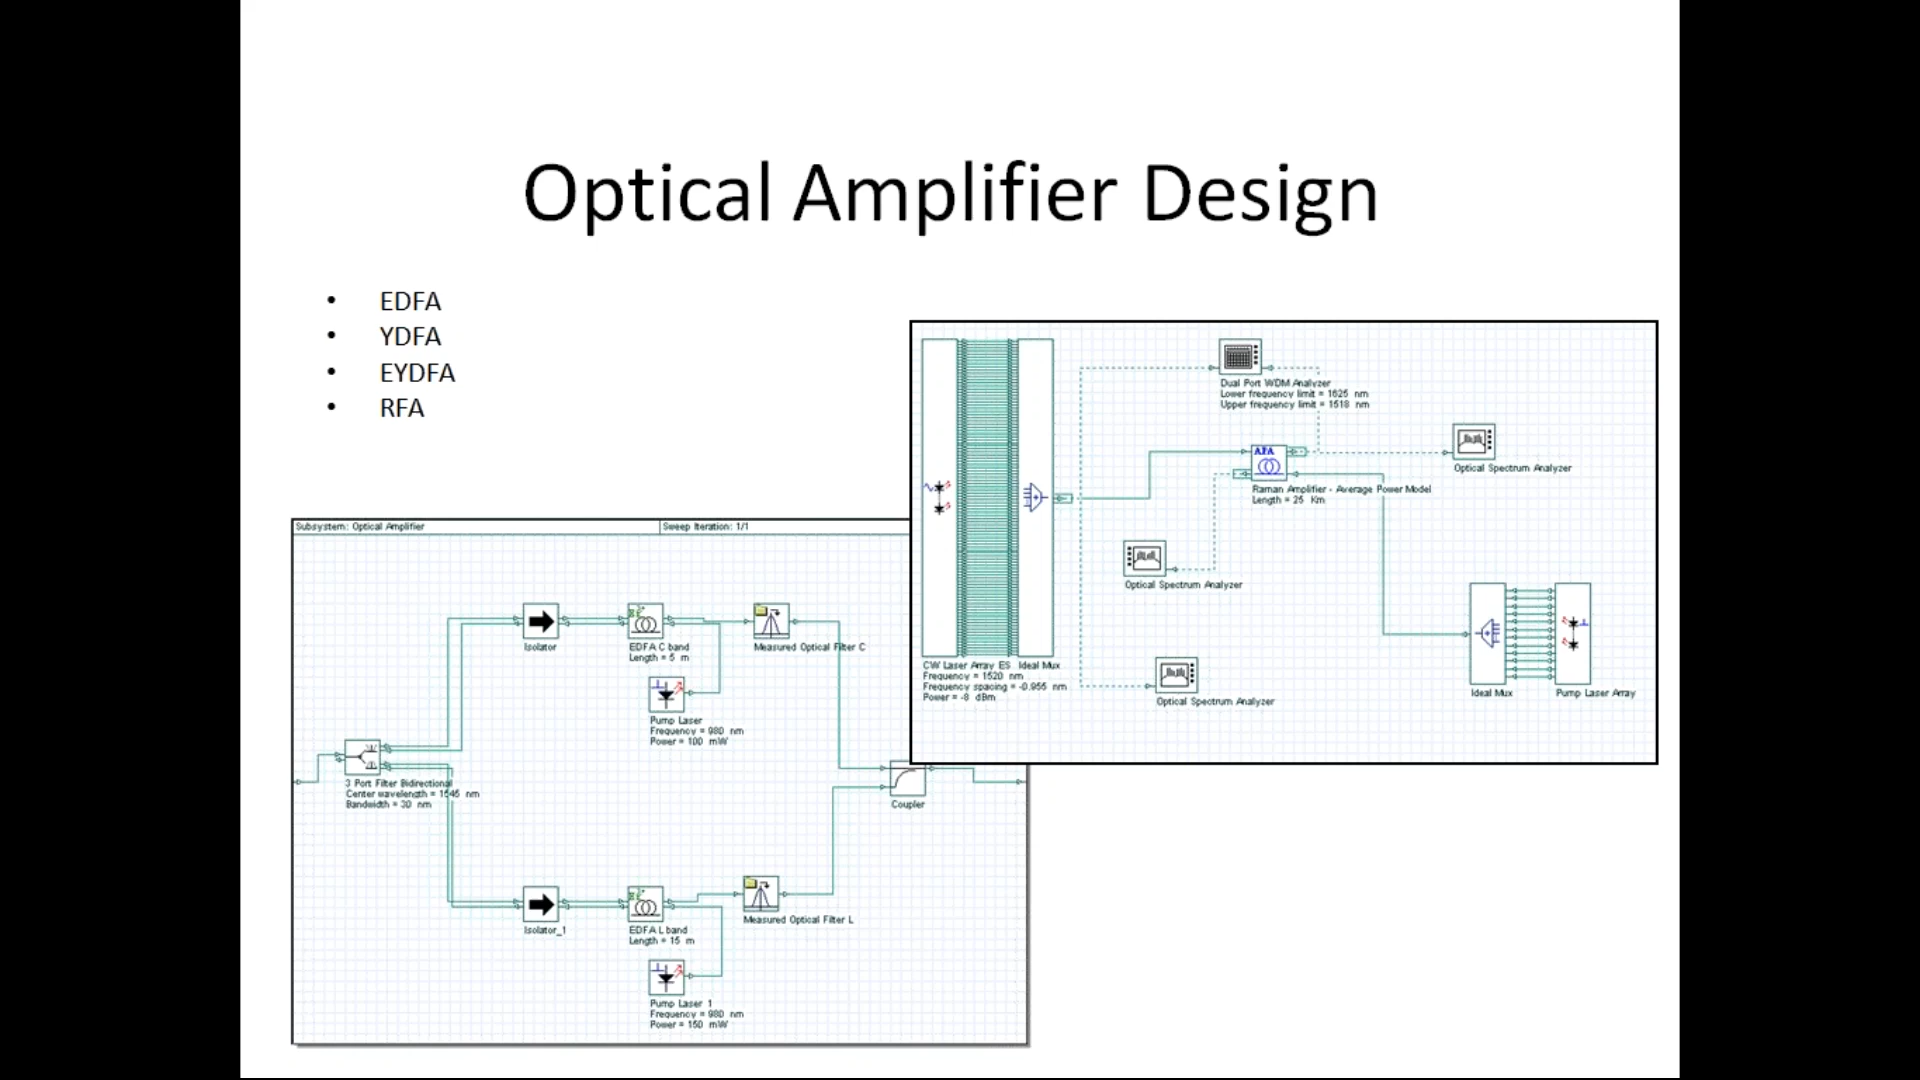 Optical Amplifier Design
• EDFA
• YDFA
• EYDFA
• RFA
Dual Port WDM Analyzer
Lower frequency limit = 1625 nm
Upper frequency limit = 1518 nm
Optical Spectrum Analyzer
AFA
Raman Amplifier - Average Power Model
Length = 25 Km
Optical Spectrum Analyzer
CW Laser Array ES Ideal Mux
Frequency = 1520 nm
Frequency spacing = -0.955 nm
Power = -8 dBm
Optical Spectrum Analyzer
Ideal Mux
Pump Laser Array
Subsystem: Optical Amplifier
Sweep Iteration: 1/1
Isolator
EDFA C band
Length = 5 m
Measured Optical Filter C
Pump Laser
Frequency = 980 nm
Power = 100 mW
3 Port Filter Bidirectional
Center wavelength = 1545 nm
Bandwidth = 30 nm
Coupler
Isolator_1
EDFA L band
Length = 15 m
Measured Optical Filter L
Pump Laser 1
Frequency = 980 nm
Power = 150 mW